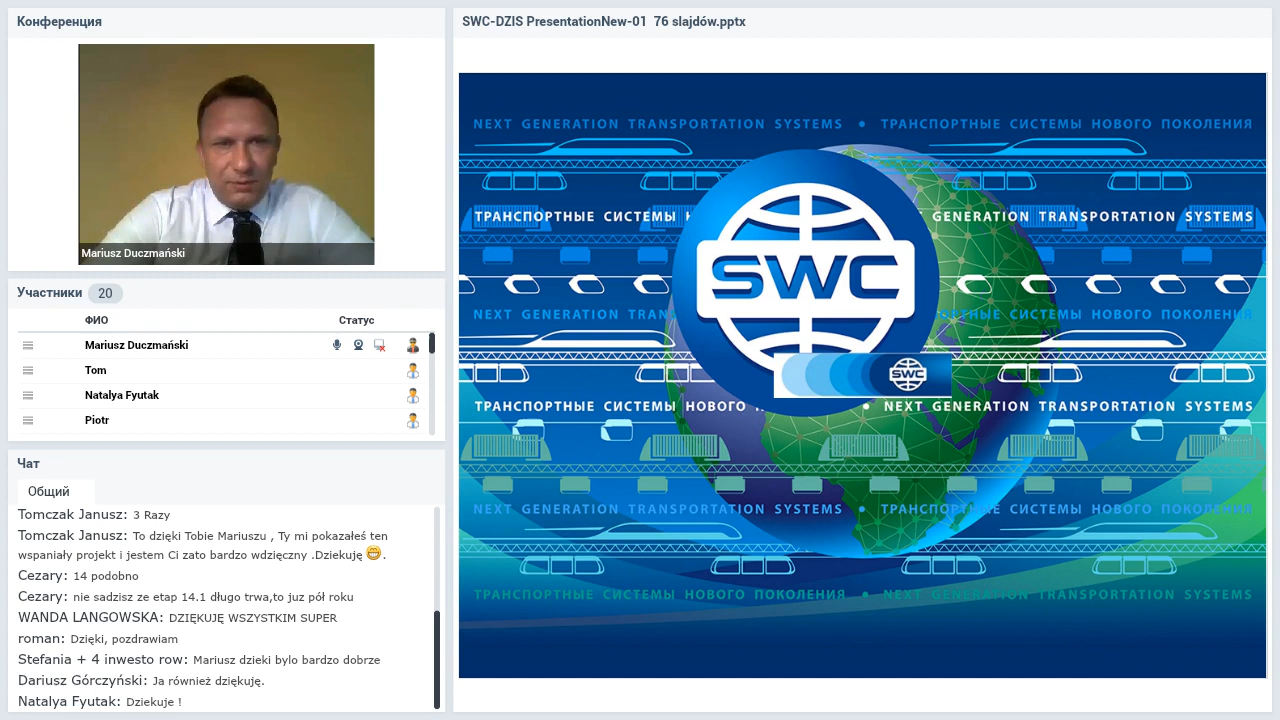 Конференция
Mariusz Duczmański
Участники 20
ФИО Статус
Mariusz Duczmański
Tom
Natalya Fyutak
Piotr
Чат
Общий
Tomczak Janusz: 3 Razy
Tomczak Janusz: To dzięki Tobie Mariuszu , Ty mi pokazałeś ten
wspaniały projekt i jestem Ci zato bardzo wdzięczny .Dziekuję .
Cezary: 14 podobno
Cezary: nie sadzisz ze etap 14.1 długo trwa,to juz pół roku
WANDA LANGOWSKA: DZIĘKUJĘ WSZYSTKIM SUPER
roman: Dzięki, pozdrawiam
Stefania + 4 inwesto row: Mariusz dzieki bylo bardzo dobrze
Dariusz Górczyński: Ja również dziękuję.
Natalya Fyutak: Dziekuje !
SWC-DZIS PresentationNew-01 76 slajdów.pptx
NEXT GENERATION TRANSPORTATION SYSTEMS • ТРАНСПОРТНЫЕ СИСТЕМЫ НОВОГО ПОКОЛЕНИЯ
ТРАНСПОРТНЫЕ СИСТЕМЫ GENERATION TRANSPORTATION SYSTEMS
SWC
NEXT GENERATION TRANSPORTATION СИСТЕМЫ НОВОГО ПОКОЛЕНИЯ
SWC
ТРАНСПОРТНЫЕ СИСТЕМЫ НОВОГО • NEXT GENERATION TRANSPORTATION SYSTEMS
NEXT GENERATION TRANSPORTATION SYSTEMS • ТРАНСПОРТНЫЕ СИСТЕМЫ НОВОГО ПОКОЛЕНИЯ
ТРАНСПОРТНЫЕ СИСТЕМЫ НОВОГО ПОКОЛЕНИЯ • NEXT GENERATION TRANSPORTATION SYSTEMS